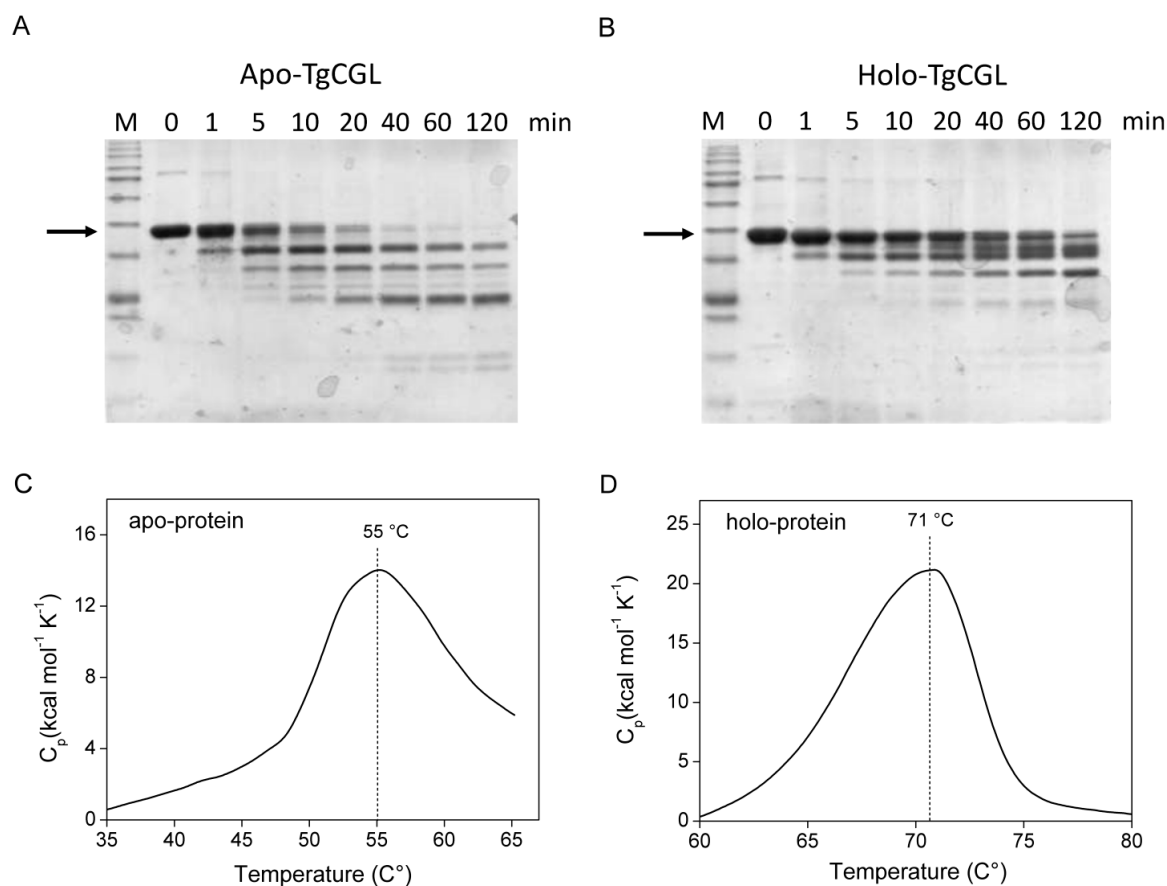 A
Apo-TgCGL
M 0 1 5 10 20 40 60 120 min
B
Holo-TgCGL
M 0 1 5 10 20 40 60 120 min
C
apo-protein
55 °C
16
12
8
4
0
35 40 45 50 55 60 65
Cp(kcal mol⁻¹ K⁻¹)
Temperature (C°)
D
holo-protein
71 °C
25
20
15
10
5
0
60 65 70 75 80
Cp(kcal mol⁻¹ K⁻¹)
Temperature (C°)